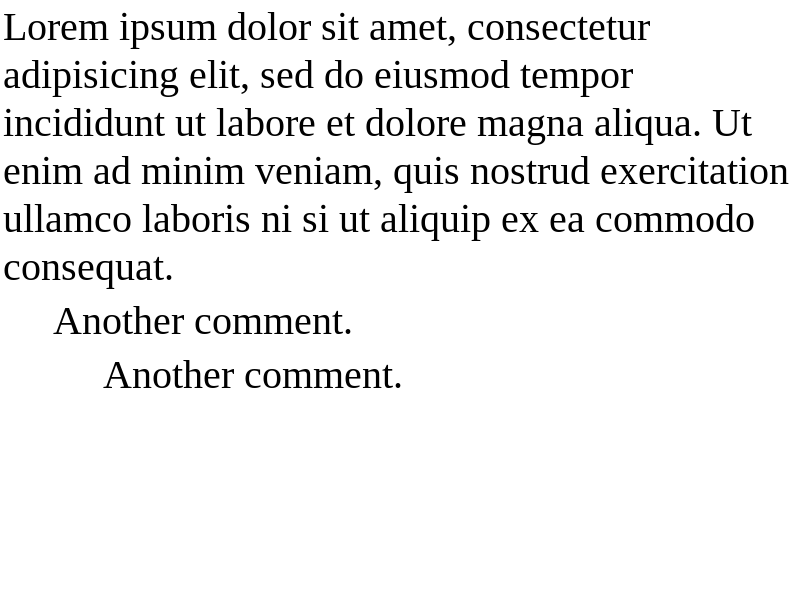 Lorem ipsum dolor sit amet, consectetur
adipisicing elit, sed do eiusmod tempor
incididunt ut labore et dolore magna aliqua. Ut
enim ad minim veniam, quis nostrud exercitation
ullamco laboris ni si ut aliquip ex ea commodo
consequat.
Another comment.
Another comment.